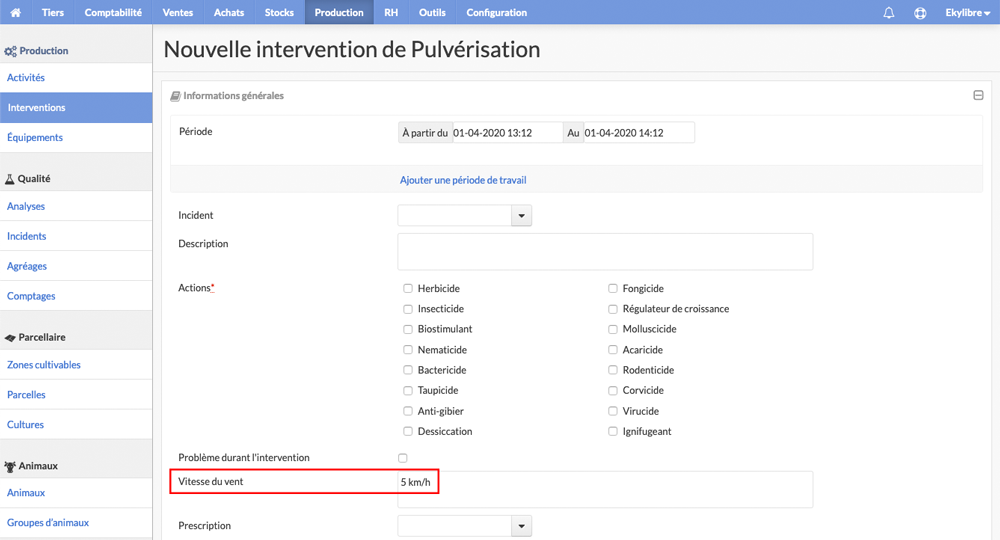 Tiers Comptabilité Ventes Achats Stocks Production RH Outils Configuration Ekylibre
Production
Activités
Interventions
Équipements
Qualité
Analyses
Incidents
Agréages
Comptages
Parcellaire
Zones cultivables
Parcelles
Cultures
Animaux
Animaux
Groupes d'animaux
Nouvelle intervention de Pulvérisation
Informations générales
Période À partir du 01-04-2020 13:12 Au 01-04-2020 14:12
Ajouter une période de travail
Incident
Description
Actions*
Herbicide Fongicide
Insecticide Régulateur de croissance
Biostimulant Molluscicide
Nematicide Acaricide
Bactericide Rodenticide
Taupicide Corvicide
Anti-gibier Virucide
Dessiccation Ignifugeant
Problème durant l'intervention
Vitesse du vent 5 km/h
Prescription